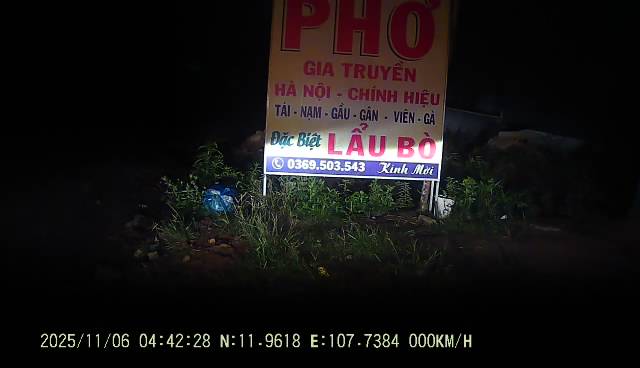 PHỞ
GIA TRUYỀN
HÀ NỘI - CHÍNH HIỆU
TÁI - NẠM - GẦU - GÂN - VIÊN - GÀ
Đặc Biệt LẨU BÒ
0369.503.543 Kính Mời
2025/11/06 04:42:28 N:11.9618 E:107.7384 000KM/H